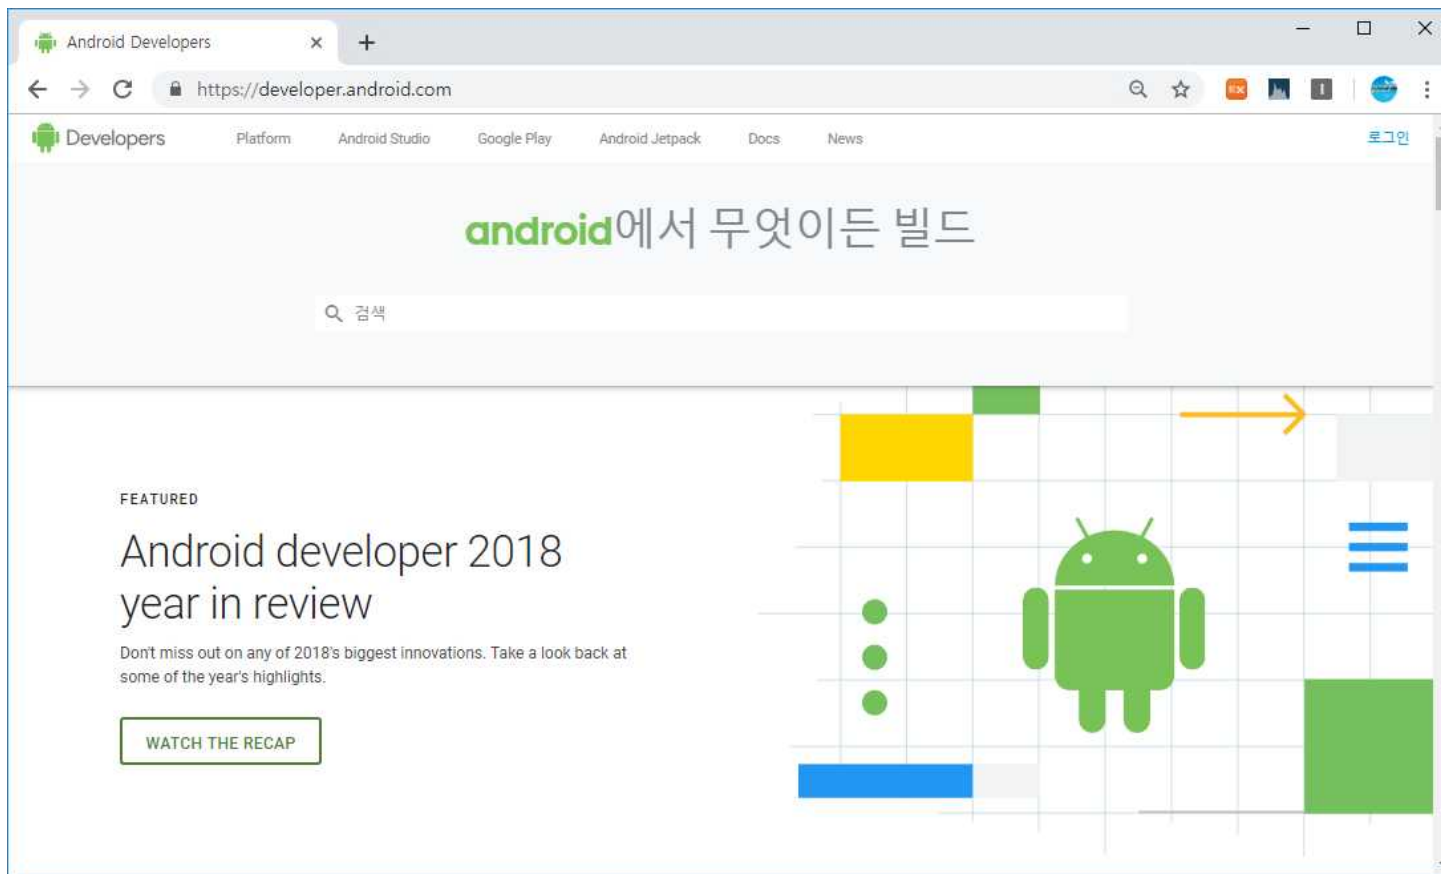 Android Developers
https://developer.android.com
Developers Platform Android Studio Google Play Android Jetpack Docs News 로그인
android에서 무엇이든 빌드
검색
FEATURED
Android developer 2018
year in review
Don't miss out on any of 2018's biggest innovations. Take a look back at
some of the year's highlights.
WATCH THE RECAP